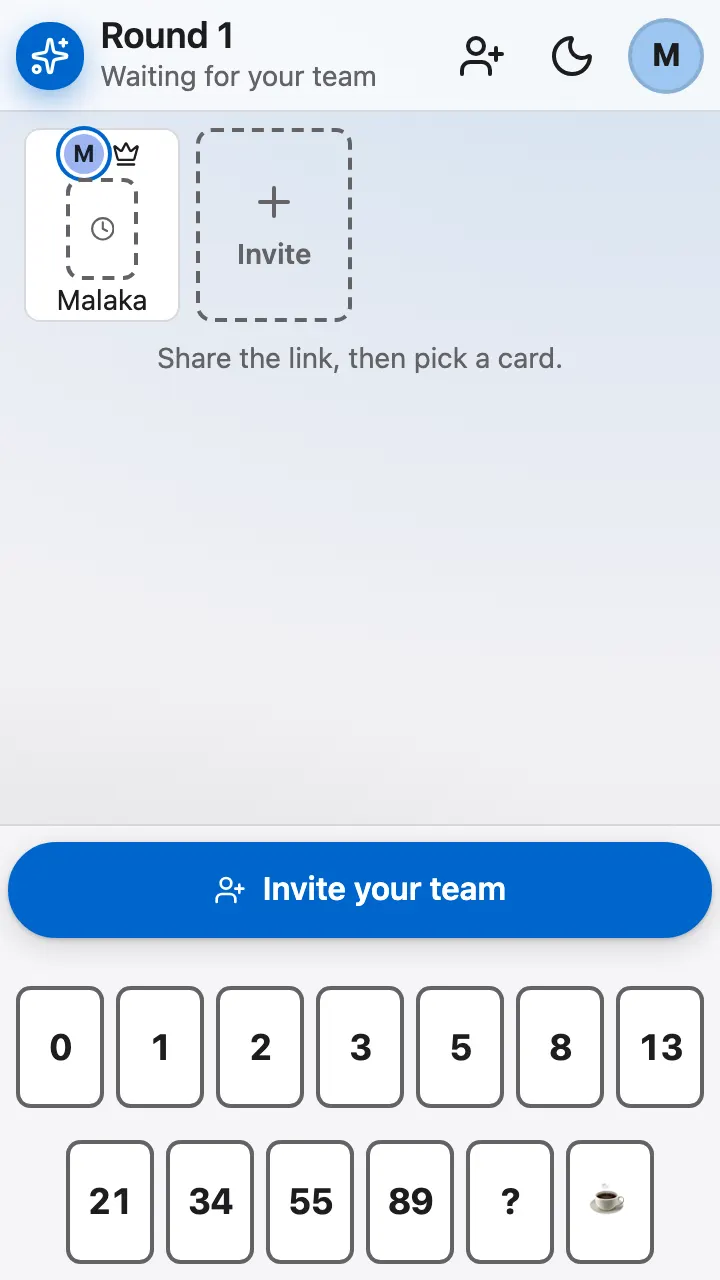 Round 1
Waiting for your team
M
M
Malaka
Invite
Share the link, then pick a card.
Invite your team
0 1 2 3 5 8 13
21 34 55 89 ?